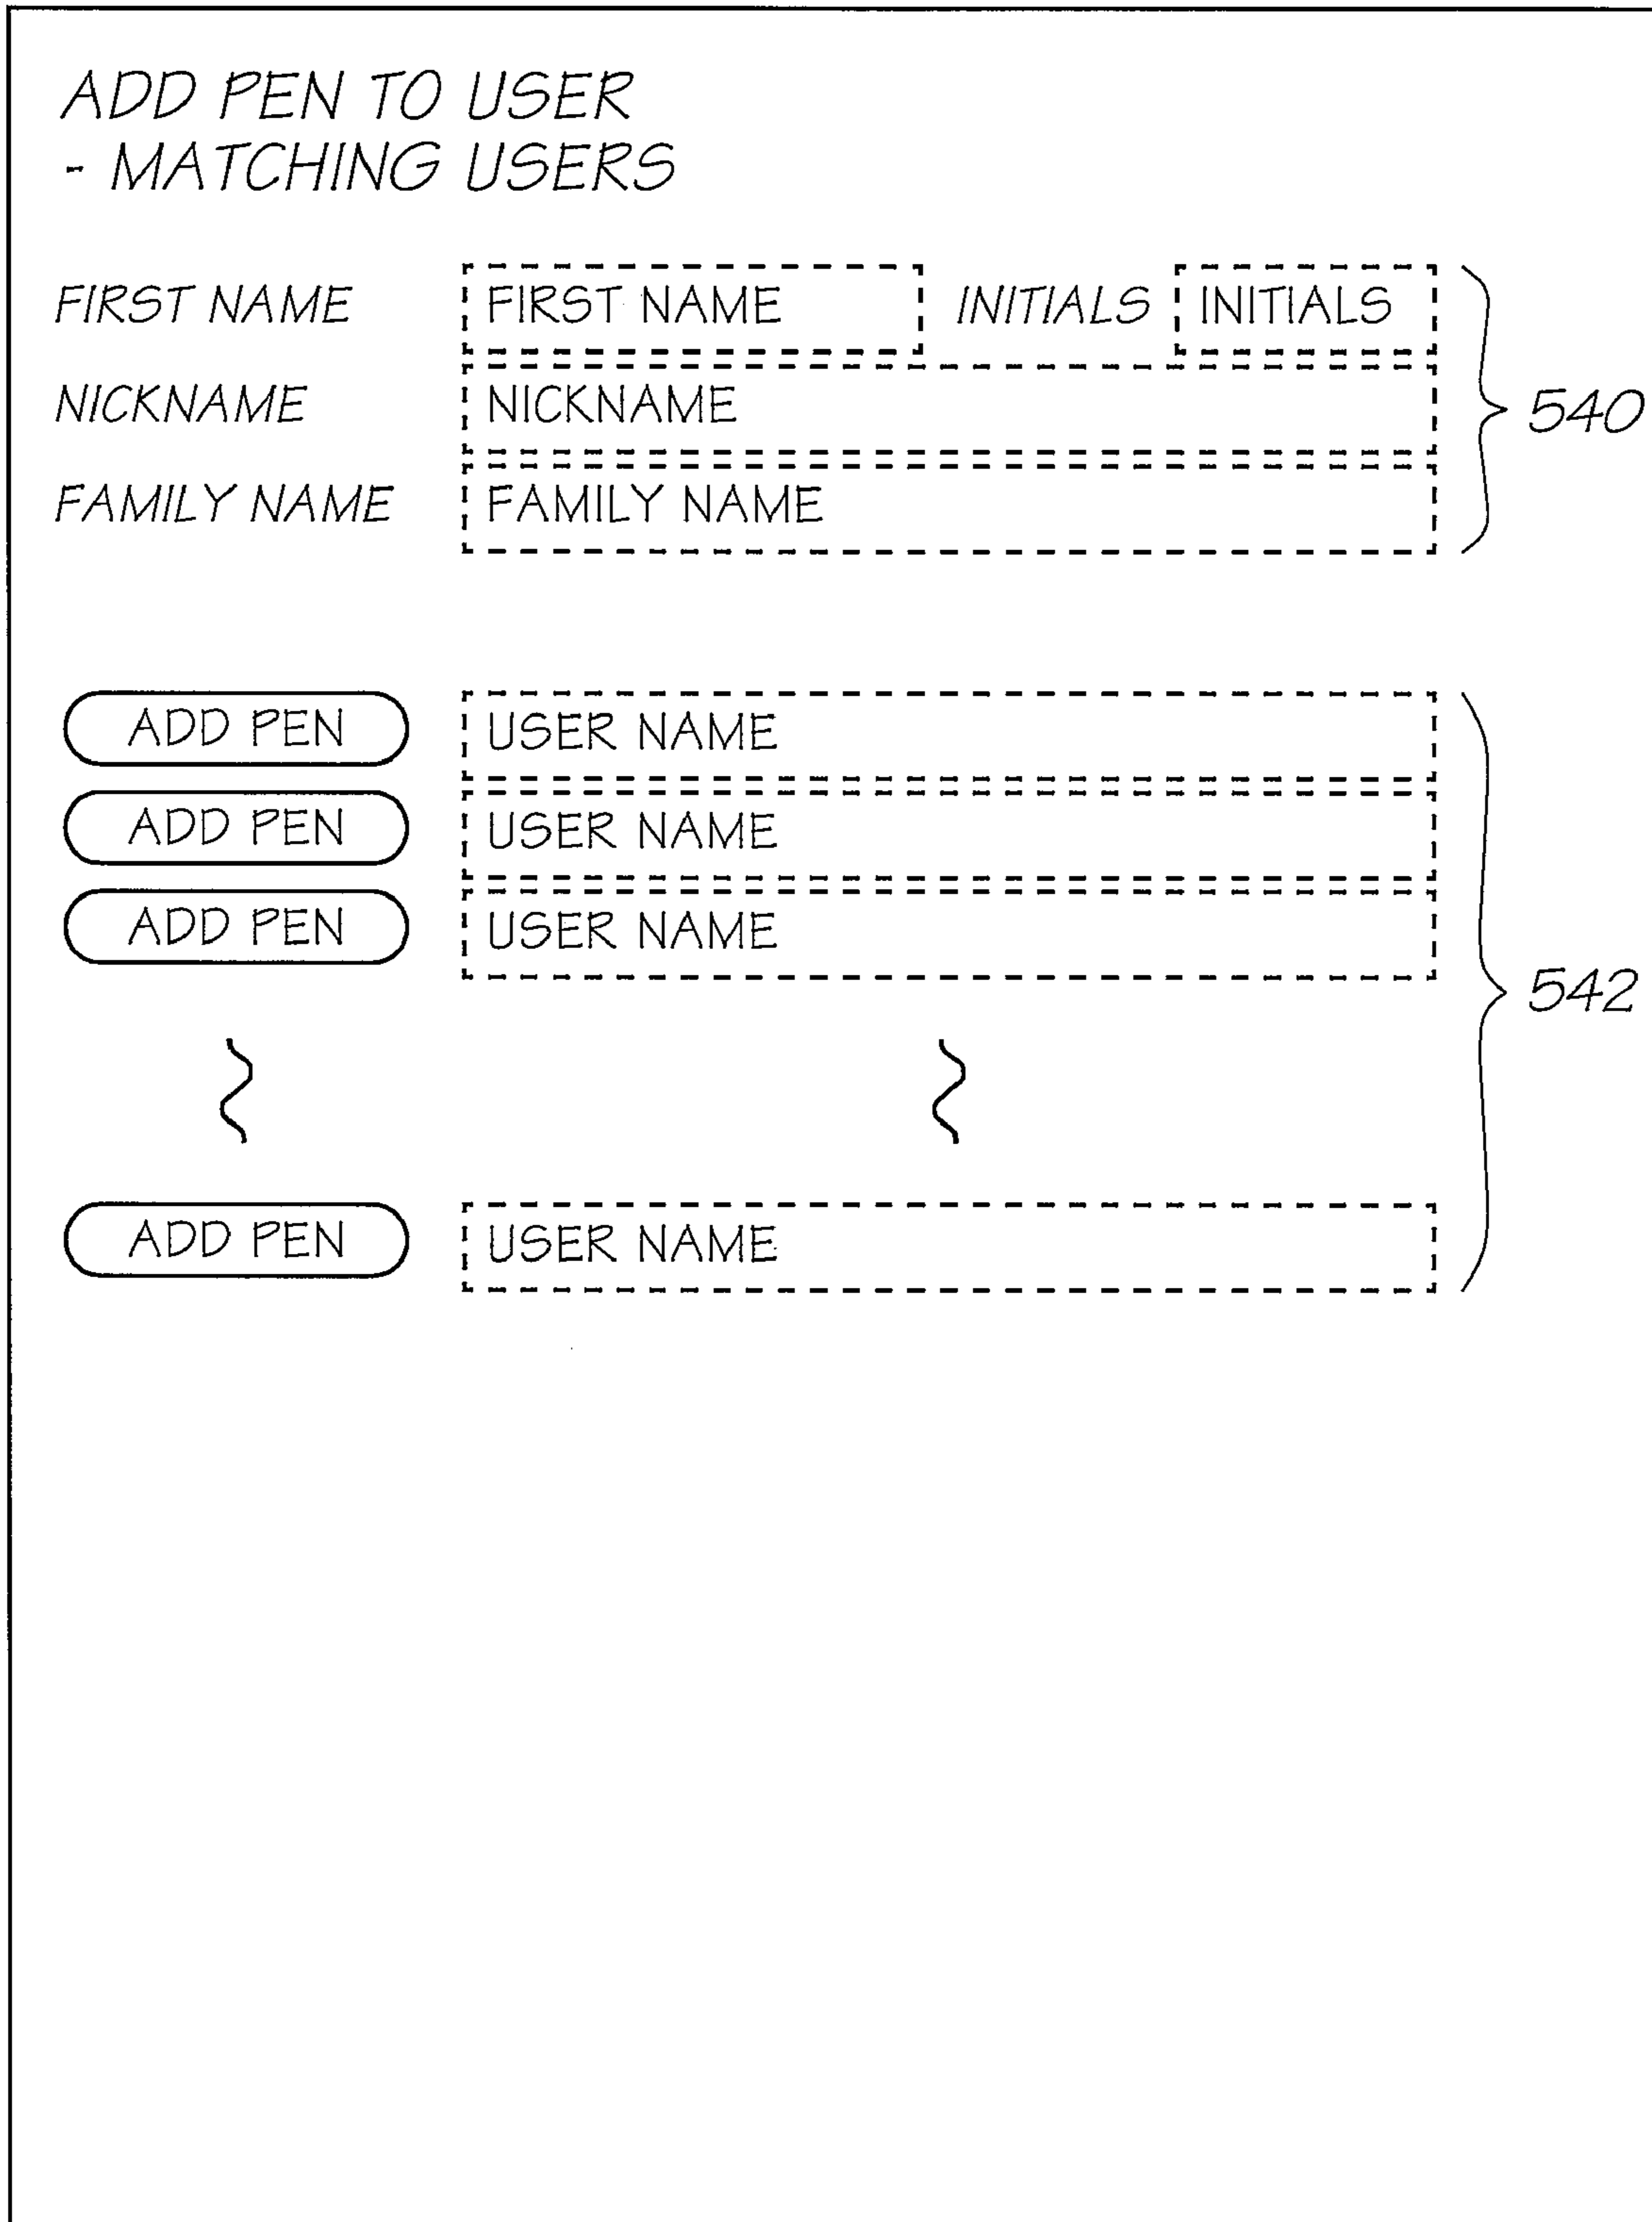 ADD PEN TO USER
- MATCHING USERS
FIRST NAME FIRST NAME INITIALS INITIALS
NICKNAME NICKNAME
540
FAMILY NAME FAMILY NAME
ADD PEN USER NAME
ADD PEN USER NAME
ADD PEN USER NAME
542
ADD PEN USER NAME